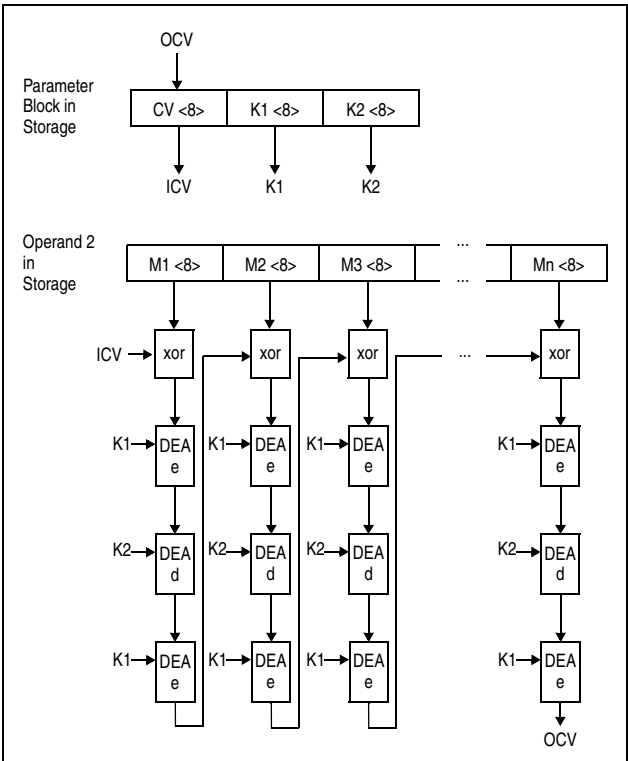 OCV
Parameter
Block in
Storage
CV <8> K1 <8> K2 <8>
ICV K1 K2
Operand 2
in
Storage
...
M1 <8> M2 <8> M3 <8> Mn <8>
...
ICV xor xor xor ... xor
K1 DEA K1 DEA K1 DEA K1 DEA
e e e e
K2 DEA K2 DEA K2 DEA K2 DEA
d d d d
K1 DEA K1 DEA K1 DEA K1 DEA
e e e e
OCV